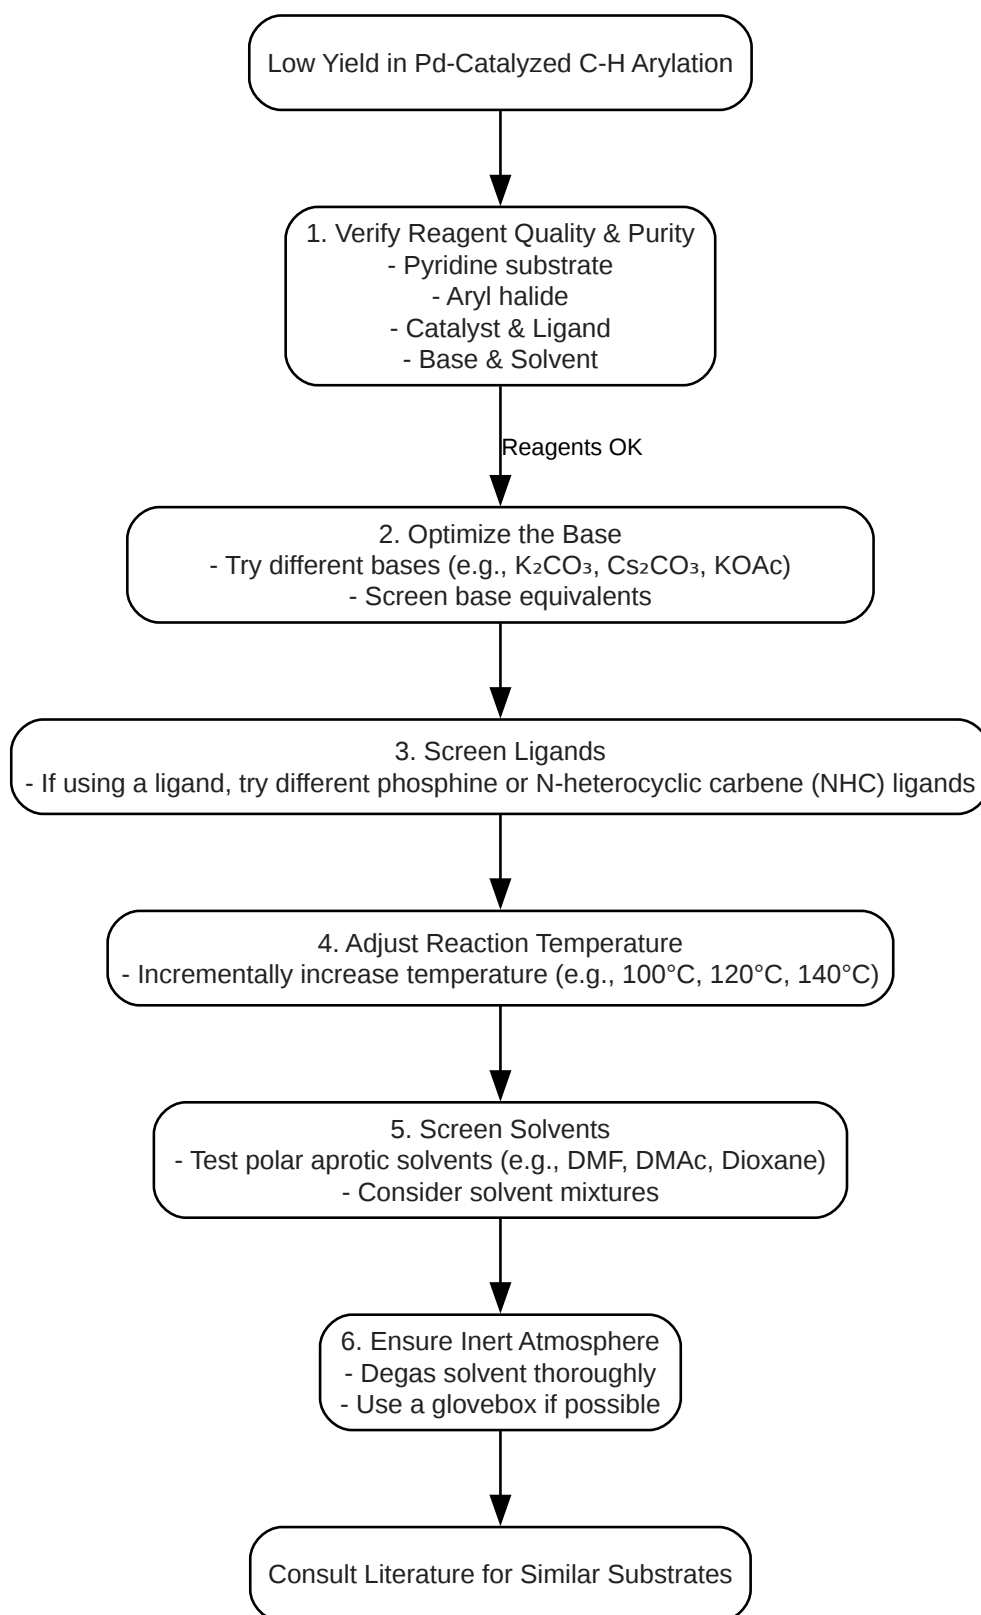 Low Yield in Pd-Catalyzed C-H Arylation
1. Verify Reagent Quality & Purity
- Pyridine substrate
- Aryl halide
- Catalyst & Ligand
- Base & Solvent
Reagents OK
2. Optimize the Base
- Try different bases (e.g., K₂CO₃, Cs₂CO₃, KOAc)
- Screen base equivalents
3. Screen Ligands
- If using a ligand, try different phosphine or N-heterocyclic carbene (NHC) ligands
4. Adjust Reaction Temperature
- Incrementally increase temperature (e.g., 100°C, 120°C, 140°C)
5. Screen Solvents
- Test polar aprotic solvents (e.g., DMF, DMAc, Dioxane)
- Consider solvent mixtures
6. Ensure Inert Atmosphere
- Degas solvent thoroughly
- Use a glovebox if possible
Consult Literature for Similar Substrates